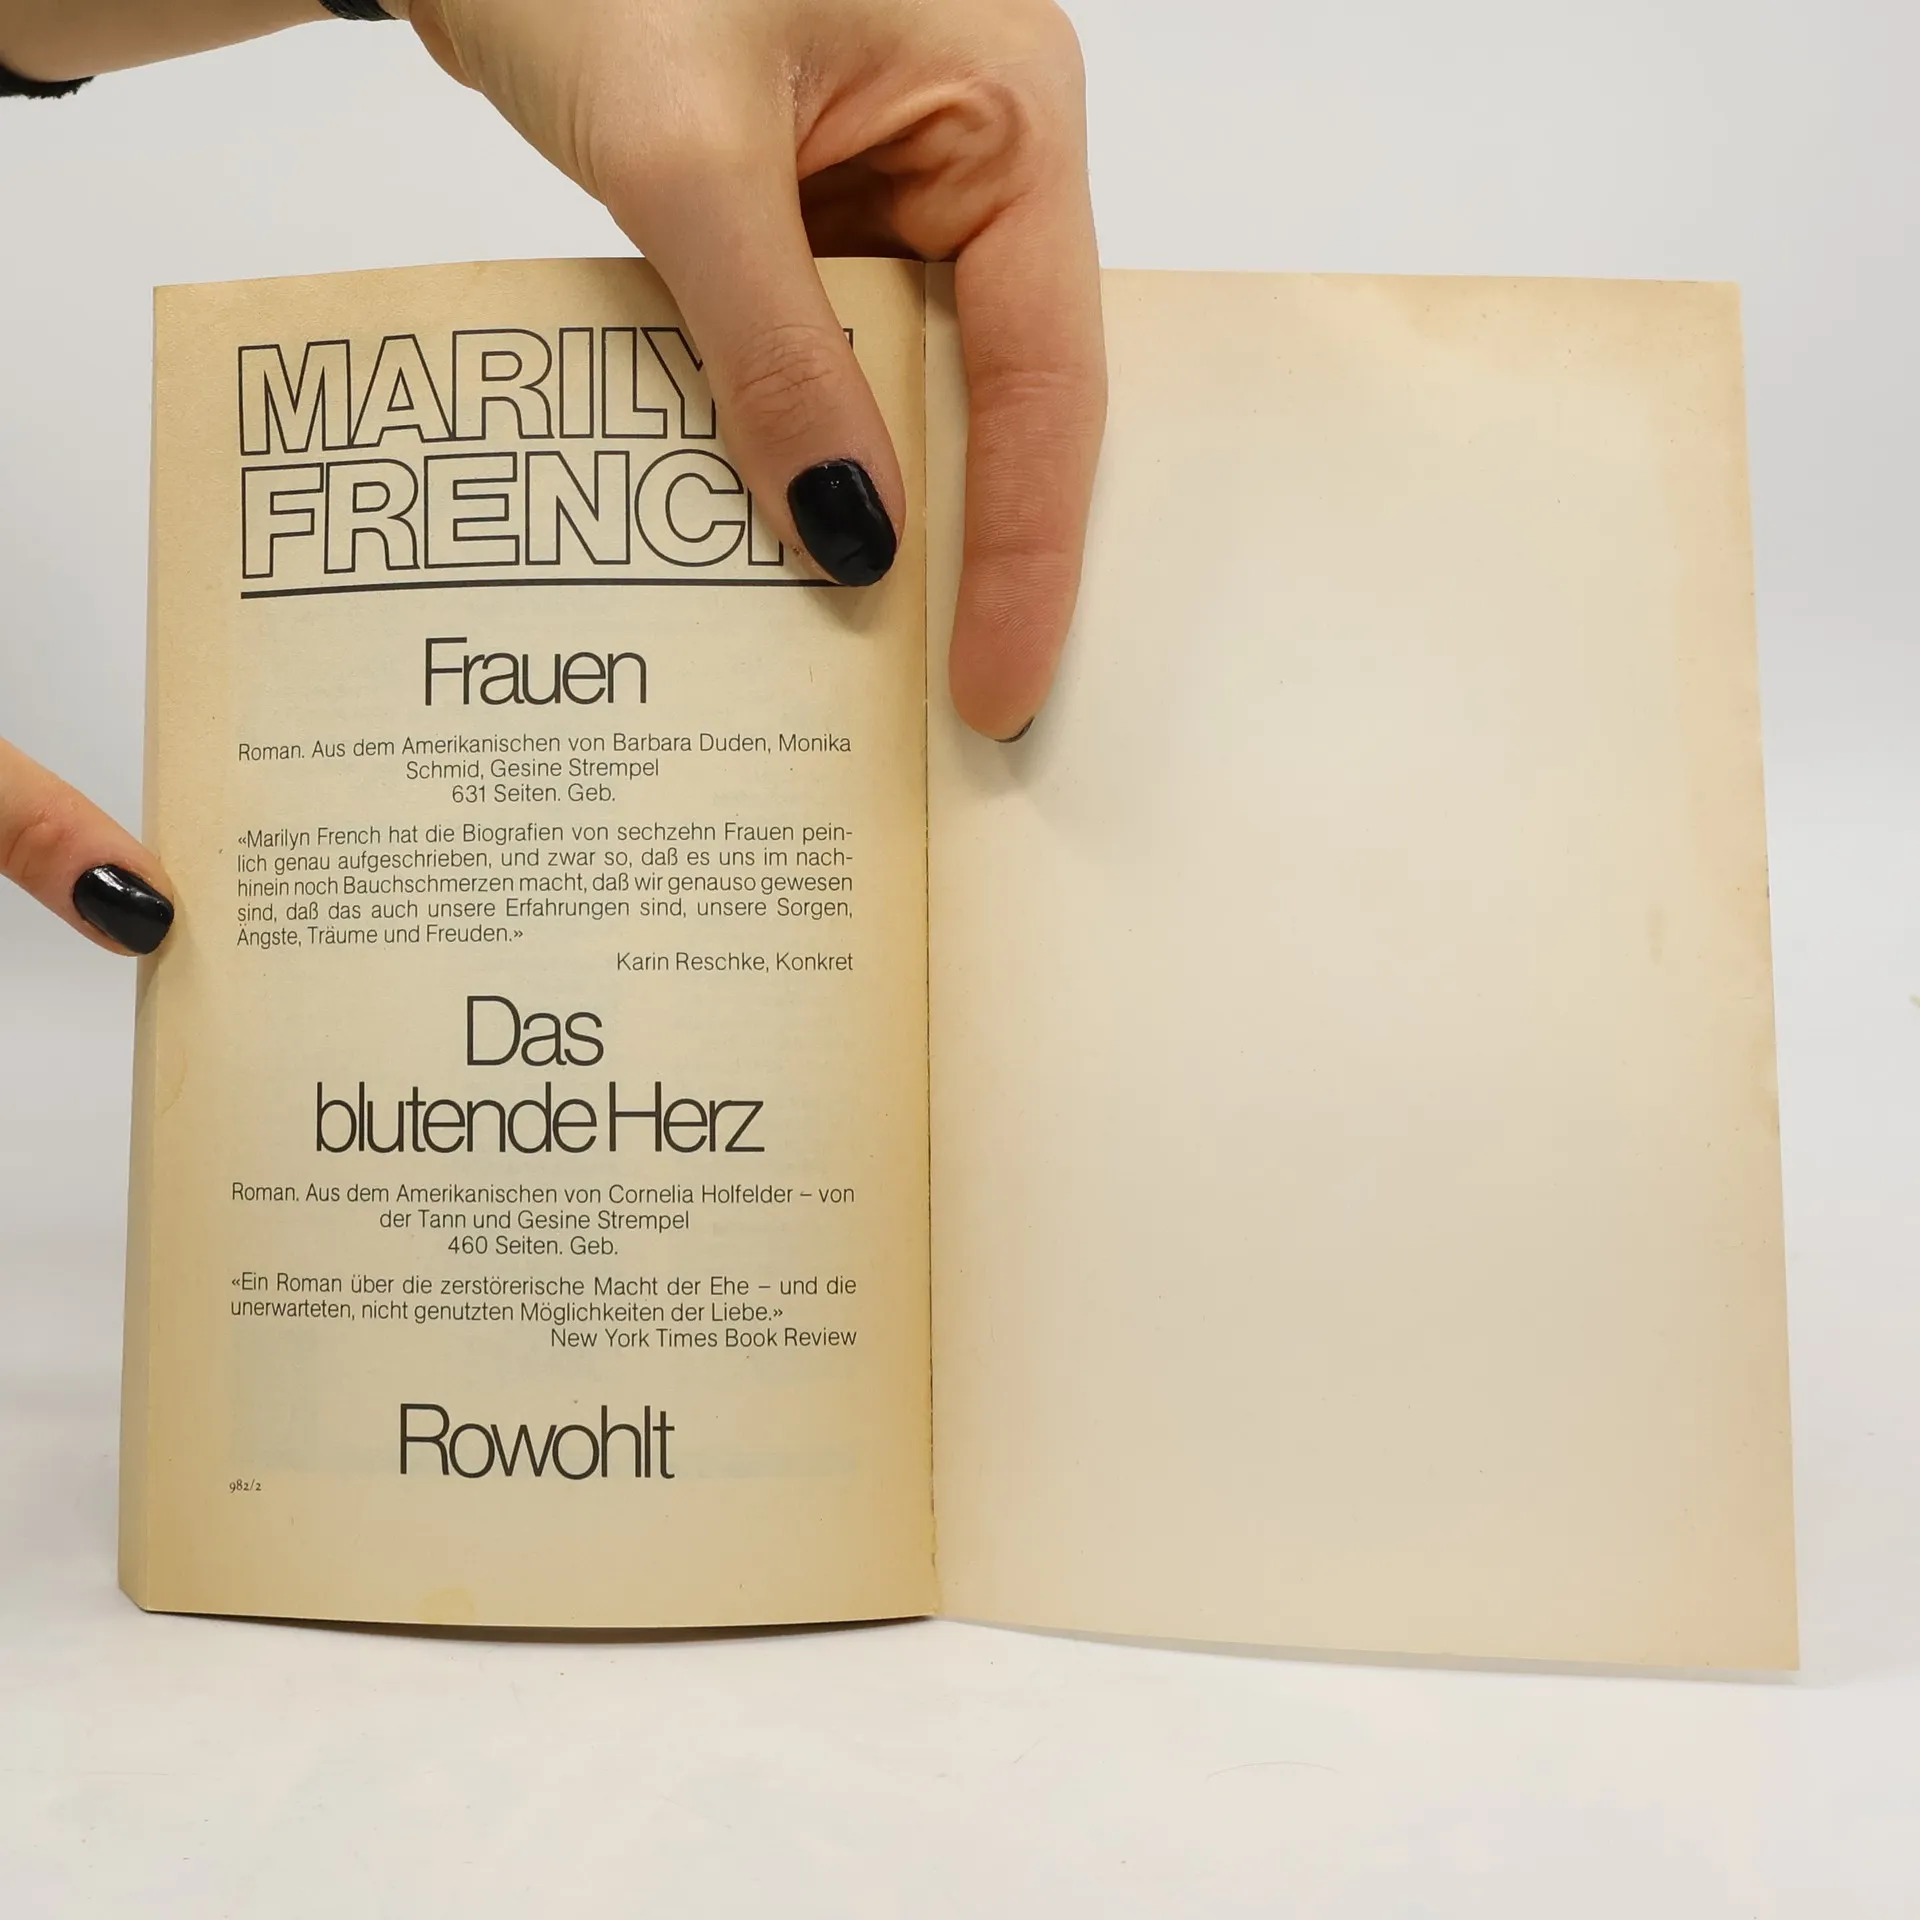 MARILYN
FRENCH
Frauen
Roman. Aus dem Amerikanischen von Barbara Duden, Monika
Schmid, Gesine Strempel
631 Seiten. Geb.
«Marilyn French hat die Biografien von sechzehn Frauen pein-
lich genau aufgeschrieben, und zwar so, daß es uns im nach-
hinein noch Bauchschmerzen macht, daß wir genauso gewesen
sind, daß das auch unsere Erfahrungen sind, unsere Sorgen,
Ängste, Träume und Freuden.»
Karin Reschke, Konkret
Das
blutende Herz
Roman. Aus dem Amerikanischen von Cornelia Holfelder – von
der Tann und Gesine Strempel
460 Seiten. Geb.
«Ein Roman über die zerstörerische Macht der Ehe – und die
unerwarteten, nicht genutzten Möglichkeiten der Liebe.»
New York Times Book Review
Rowohlt
982/2